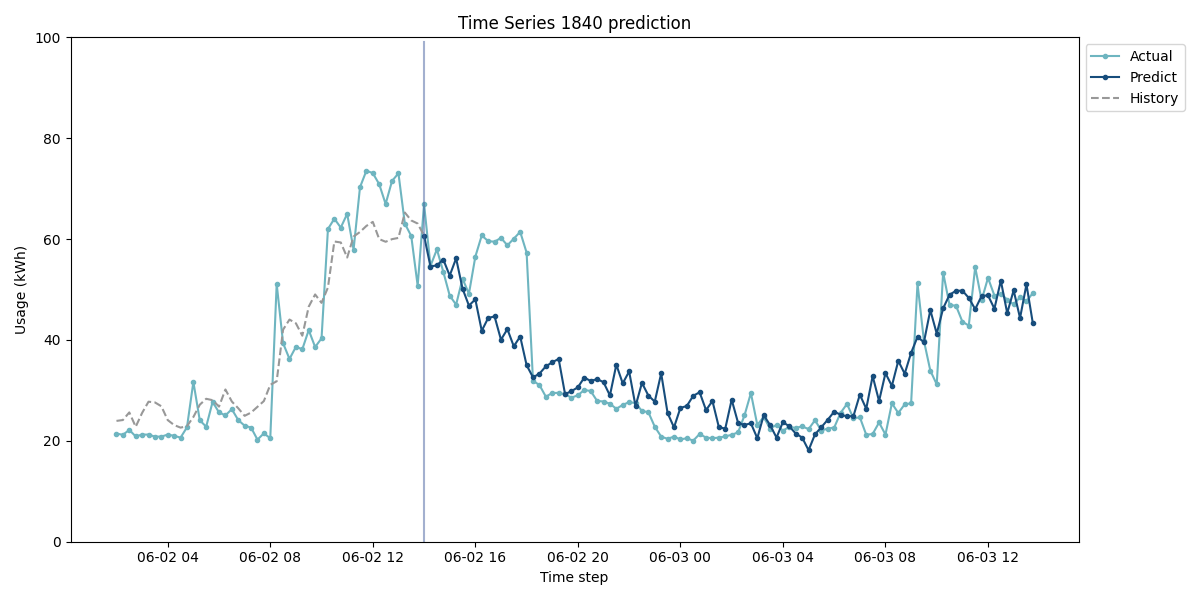 Time Series 1840 prediction
100
80
60
40
20
0
Usage (kWh)
06-02 04
06-02 08
06-02 12
06-02 16
06-02 20
06-03 00
06-03 04
06-03 08
06-03 12
Time step
Actual
Predict
History